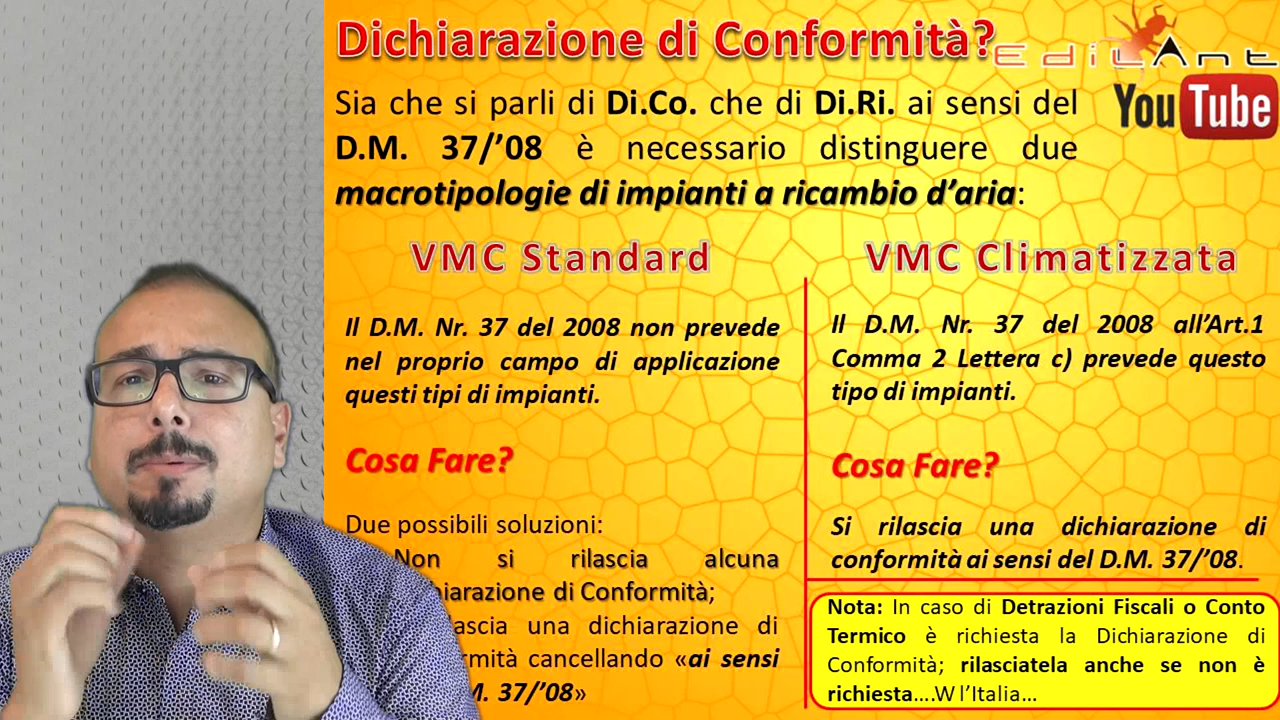 Dichiarazione di Conformità?
EdiLAnt
YouTube
Sia che si parli di Di.Co. che di Di.Ri. ai sensi del
D.M. 37/’08 è necessario distinguere due
macrotipologie di impianti a ricambio d’aria:
VMC Standard
Il D.M. Nr. 37 del 2008 non prevede
nel proprio campo di applicazione
questi tipi di impianti.
Cosa Fare?
Due possibili soluzioni:
Non si rilascia alcuna
hiarazione di Conformità;
ascia una dichiarazione di
rmità cancellando «ai sensi
M. 37/’08»
VMC Climatizzata
Il D.M. Nr. 37 del 2008 all’Art.1
Comma 2 Lettera c) prevede questo
tipo di impianti.
Cosa Fare?
Si rilascia una dichiarazione di
conformità ai sensi del D.M. 37/’08.
Nota: In caso di Detrazioni Fiscali o Conto
Termico è richiesta la Dichiarazione di
Conformità; rilasciatela anche se non è
richiesta….W l’Italia…